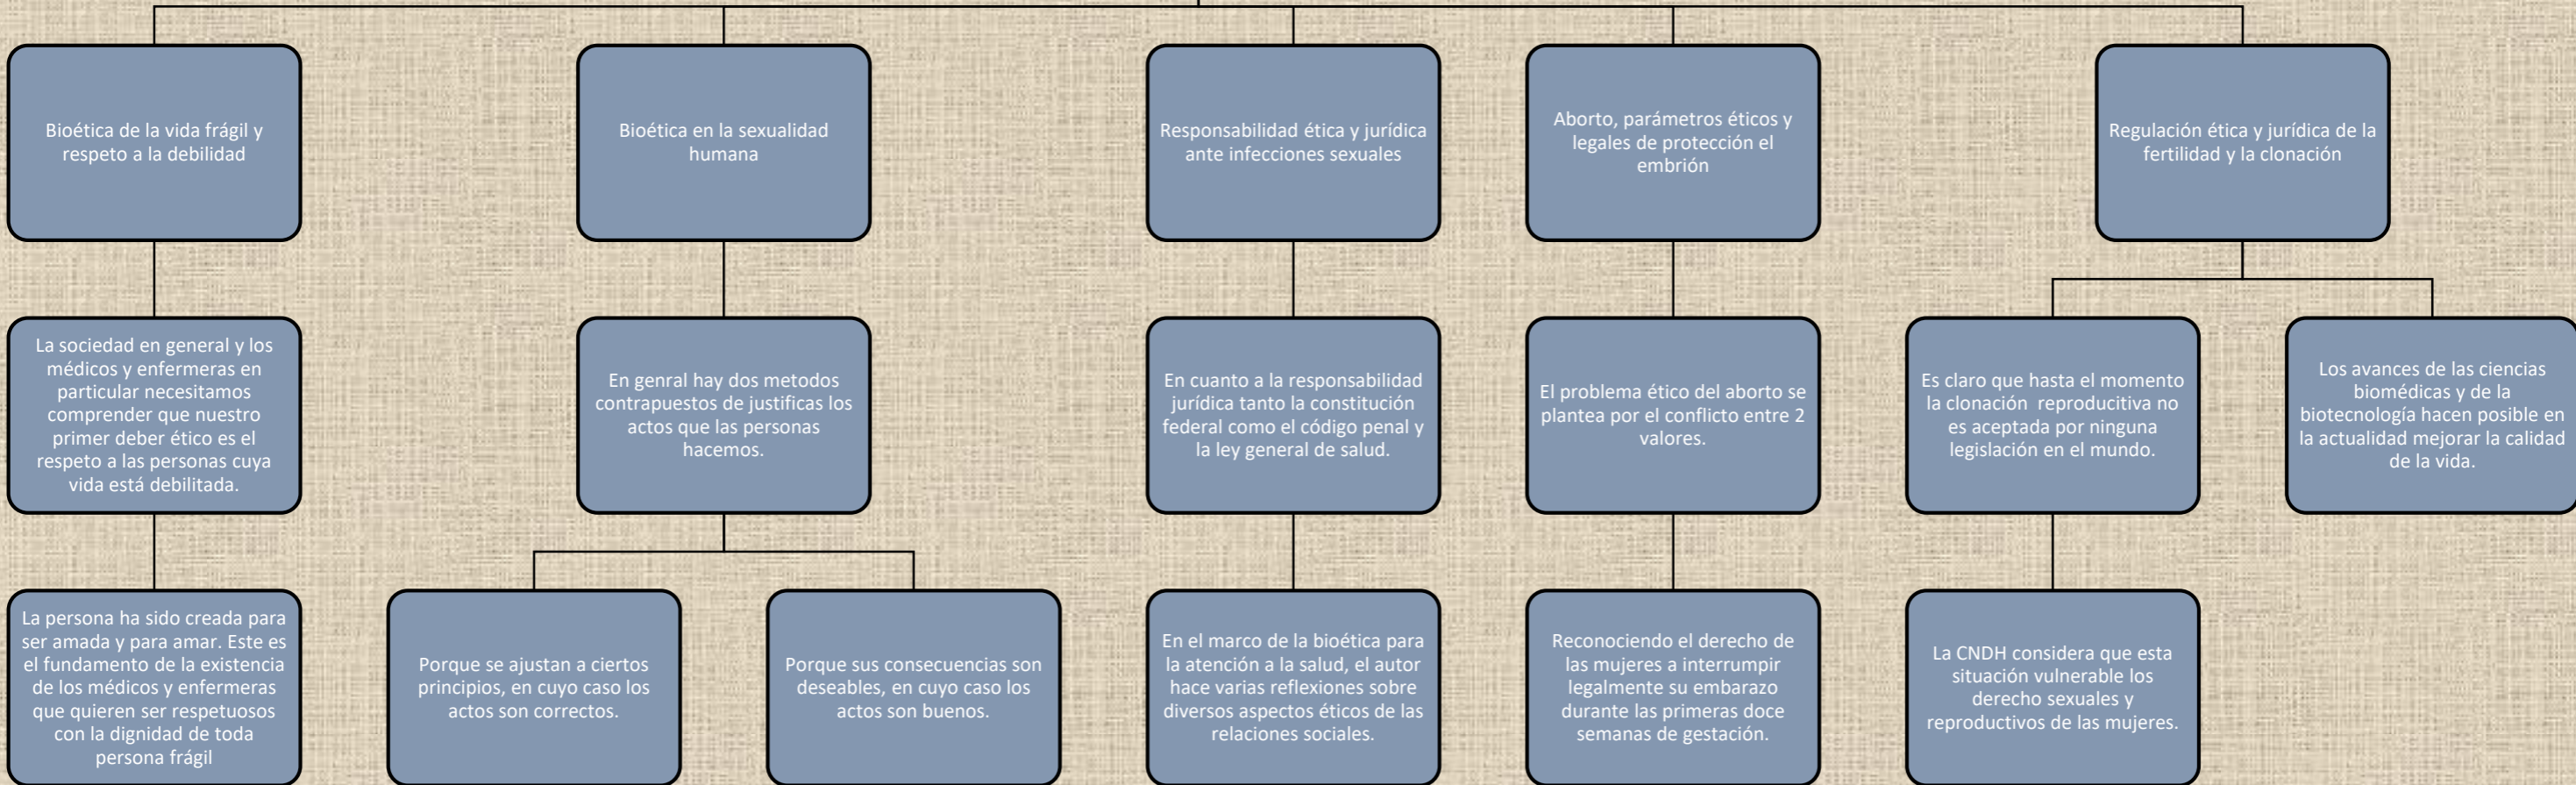 Bioética de la vida frágil y
respeto a la debilidad
Bioética en la sexualidad
humana
Responsabilidad ética y jurídica
ante infecciones sexuales
Aborto, parámetros éticos y
legales de protección el
embrión
Regulación ética y jurídica de la
fertilidad y la clonación
La sociedad en general y los
médicos y enfermeras en
particular necesitamos
comprender que nuestro
primer deber ético es el
respeto a las personas cuya
vida está debilitada.
En genral hay dos metodos
contrapuestos de justificas los
actos que las personas
hacemos.
En cuanto a la responsabilidad
jurídica tanto la constitución
federal como el código penal y
la ley general de salud.
El problema ético del aborto se
plantea por el conflicto entre 2
valores.
Es claro que hasta el momento
la clonación  reproducitiva no
es aceptada por ninguna
legislación en el mundo.
Los avances de las ciencias
biomédicas y de la
biotecnología hacen posible en
la actualidad mejorar la calidad
de la vida.
La persona ha sido creada para
ser amada y para amar. Este es
el fundamento de la existencia
de los médicos y enfermeras
que quieren ser respetuosos
con la dignidad de toda
persona frágil
Porque se ajustan a ciertos
principios, en cuyo caso los
actos son correctos.
Porque sus consecuencias son
deseables, en cuyo caso los
actos son buenos.
En el marco de la bioética para
la atención a la salud, el autor
hace varias reflexiones sobre
diversos aspectos éticos de las
relaciones sociales.
Reconociendo el derecho de
las mujeres a interrumpir
legalmente su embarazo
durante las primeras doce
semanas de gestación.
La CNDH considera que esta
situación vulnerable los
derecho sexuales y
reproductivos de las mujeres.